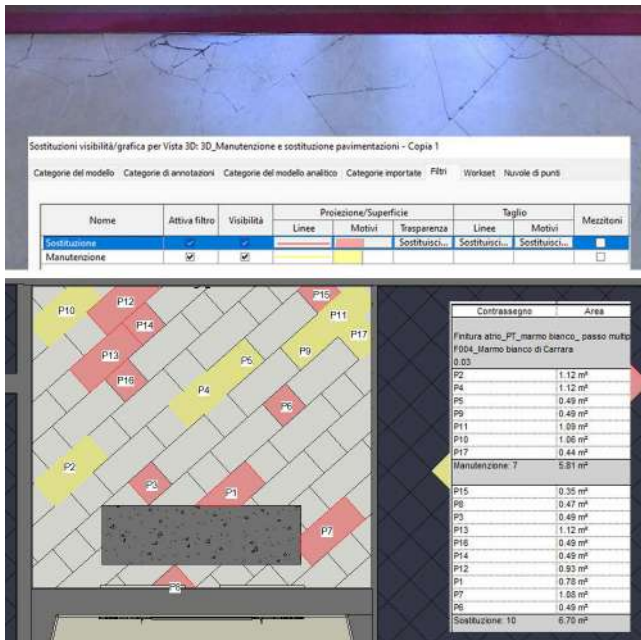 Sostituzioni visibilità/grafica per Vista 3D: 3D_Manutenzione e sostituzione pavimentazioni - Copia 1
Categorie del modello Categorie di annotazioni Categorie del modello analitico Categorie importate Filtri Workset Nuvole di punti
Nome Attiva filtro Visibilità Proiezione/Superficie Taglio Mezzitoni
Linee Motivi Trasparenza Linee Motivi
Sostituzione Sostituisci... Sostituisci... Sostituisci...
Manutenzione
P10
P12
P14
P13
P16
P15
P11
P17
P9
P5
P4
P6
P2
P3
P1
P7
P8
Contrassegno Area
Finitura atrio_PT_marmo bianco_ passo multip
F004_Marmo bianco di Carrara
0.03
P2 1.12 m²
P4 1.12 m²
P5 0.49 m²
P9 0.49 m²
P11 1.09 m²
P10 1.06 m²
P17 0.44 m²
Manutenzione: 7 5.81 m²
P15 0.35 m²
P8 0.47 m²
P3 0.49 m²
P13 1.12 m²
P16 0.49 m²
P14 0.49 m²
P12 0.93 m²
P1 0.78 m²
P7 1.08 m²
P6 0.49 m²
Sostituzione: 10 6.70 m²